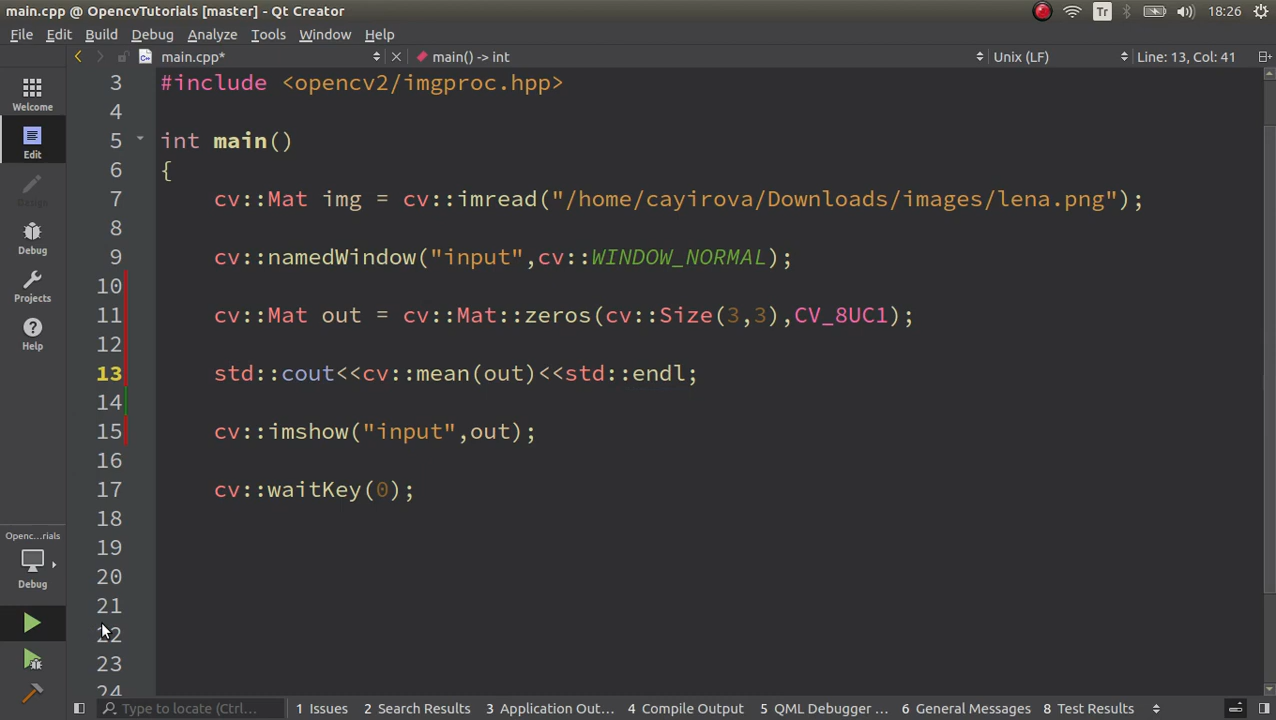 main.cpp @ OpencvTutorials [master] - Qt Creator
Tr
18:26
File Edit Build Debug Analyze Tools Window Help
main.cpp* main() -> int Unix (LF) Line: 13, Col: 41
Welcome
Edit
Design
Debug
Projects
Help
Openc...rials
Debug
3 #include <opencv2/imgproc.hpp>
4
5 int main()
6 {
7 cv::Mat img = cv::imread("/home/cayirova/Downloads/images/lena.png");
8
9 cv::namedWindow("input",cv::WINDOW_NORMAL);
10
11 cv::Mat out = cv::Mat::zeros(cv::Size(3,3),CV_8UC1);
12
13 std::cout<<cv::mean(out)<<std::endl;
14
15 cv::imshow("input",out);
16
17 cv::waitKey(0);
18
19
20
21
22
23
24
Type to locate (Ctrl... 1 Issues 2 Search Results 3 Application Out... 4 Compile Output 5 QML Debugger ... 6 General Messages 8 Test Results